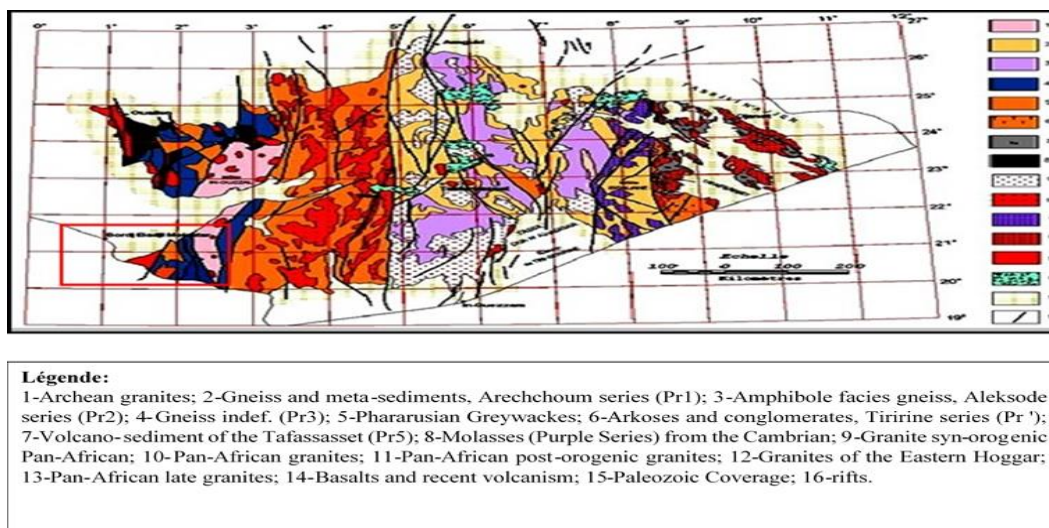 0° 1° 2° 3° 4° 5° 6° 7° 8° 9° 10° 11° 12°
27°
26°
25°
24°
23°
22°
21°
20°
19°
Echelle
100 0 100 200
Kilomètres
Légende:
1-Archean granites; 2-Gneiss and meta-sediments, Arechchoum series (Pr1); 3-Amphibole facies gneiss, Aleksode
series (Pr2); 4-Gneiss indef. (Pr3); 5-Phararusian Greywackes; 6-Arkoses and conglomerates, Tiririne series (Pr ');
7-Volcano-sediment of the Tafassasset (Pr5); 8-Molasses (Purple Series) from the Cambrian; 9-Granite syn-orogenic
Pan-African; 10-Pan-African granites; 11-Pan-African post-orogenic granites; 12-Granites of the Eastern Hoggar;
13-Pan-African late granites; 14-Basalts and recent volcanism; 15-Paleozoic Coverage; 16-rifts.